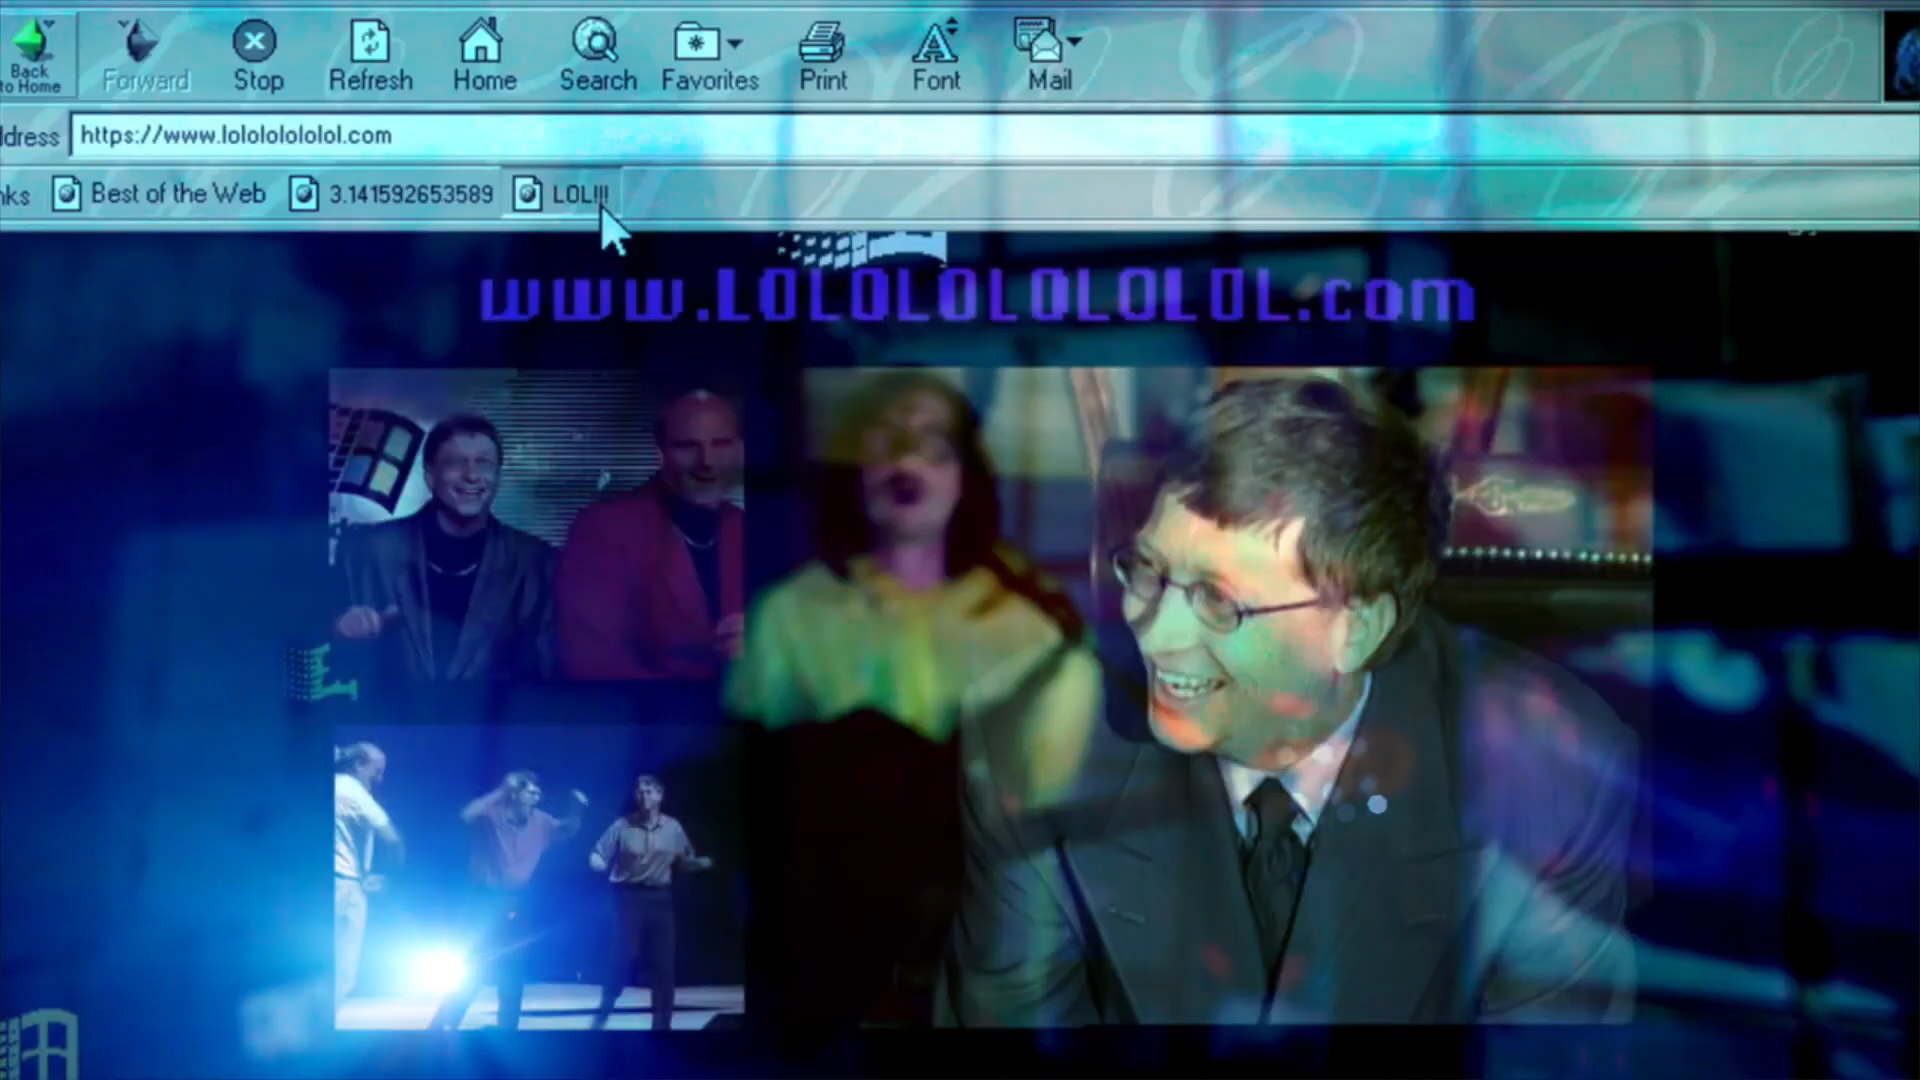 Back
to Home
Forward
Stop
Refresh
Home
Search
Favorites
Print
Font
Mail
ddress
https://www.lolololololol.com
nks
Best of the Web
3.141592653589
LOL!!!
www.LOLOLOLOLOLOL.com